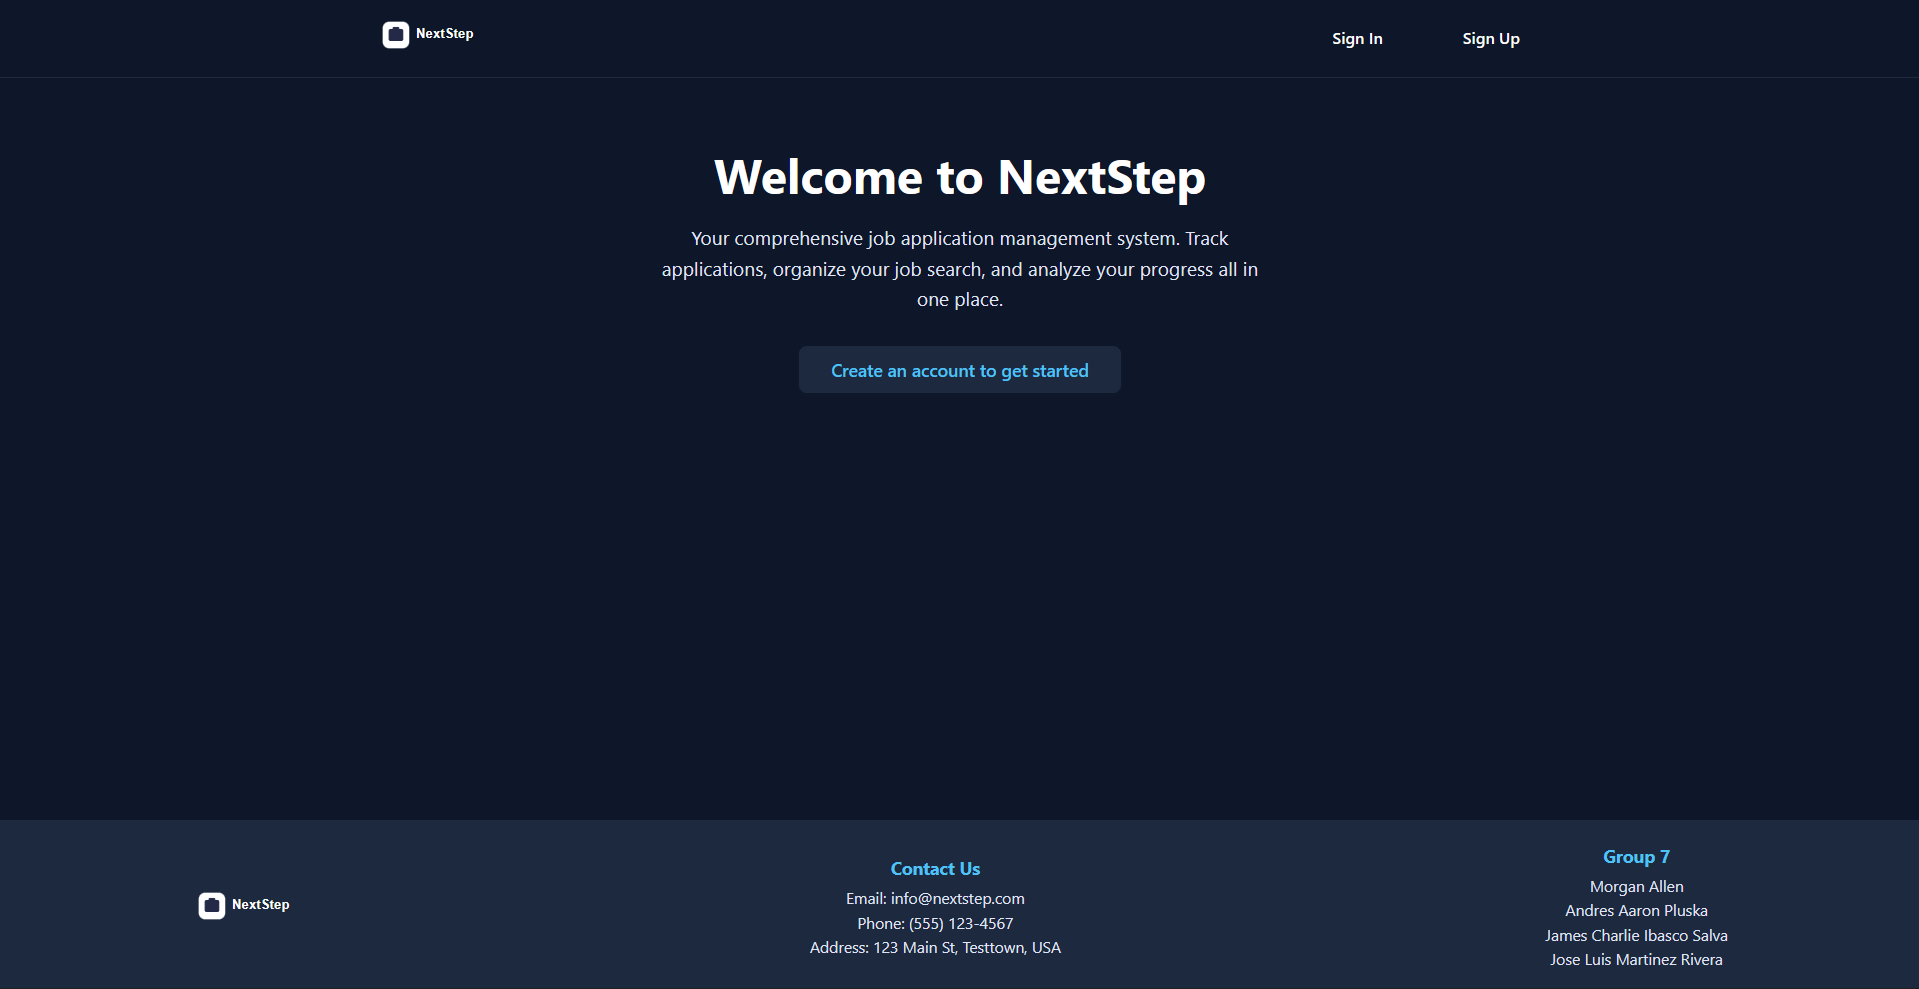 NextStep
Sign In
Sign Up
Welcome to NextStep
Your comprehensive job application management system. Track
applications, organize your job search, and analyze your progress all in
one place.
Create an account to get started
NextStep
Contact Us
Email: info@nextstep.com
Phone: (555) 123-4567
Address: 123 Main St, Testtown, USA
Group 7
Morgan Allen
Andres Aaron Pluska
James Charlie Ibasco Salva
Jose Luis Martinez Rivera